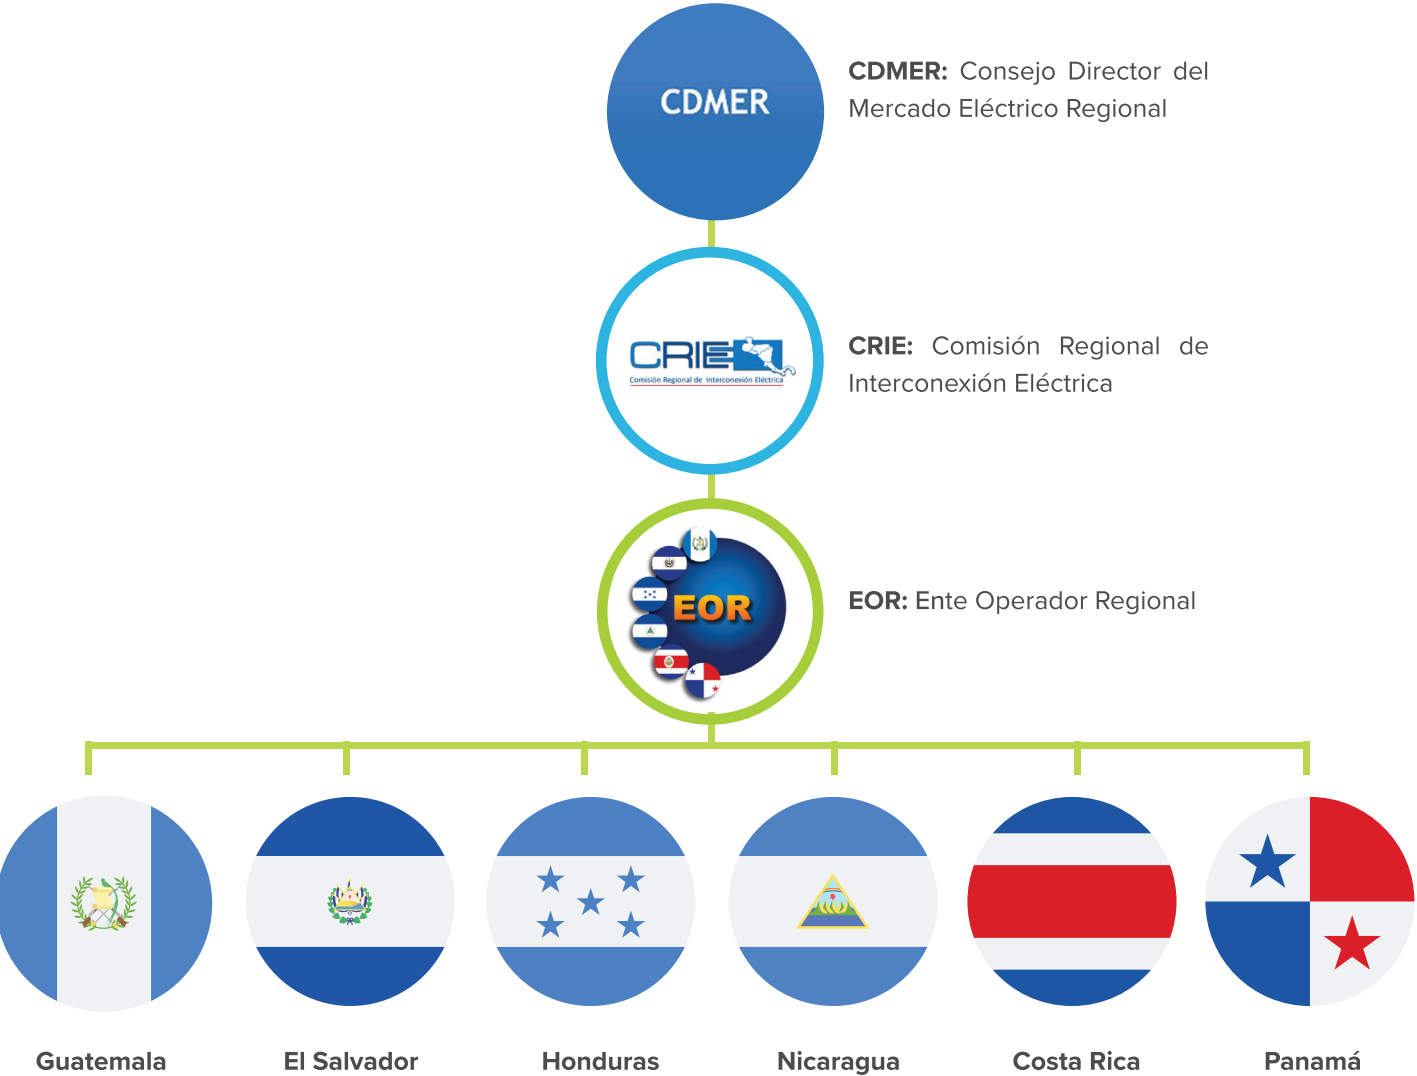 CDMER
CDMER: Consejo Director del
Mercado Eléctrico Regional
CRIE
Comisión Regional de Interconexión Eléctrica
CRIE: Comisión Regional de
Interconexión Eléctrica
EOR
EOR: Ente Operador Regional
Guatemala
El Salvador
Honduras
Nicaragua
Costa Rica
Panamá